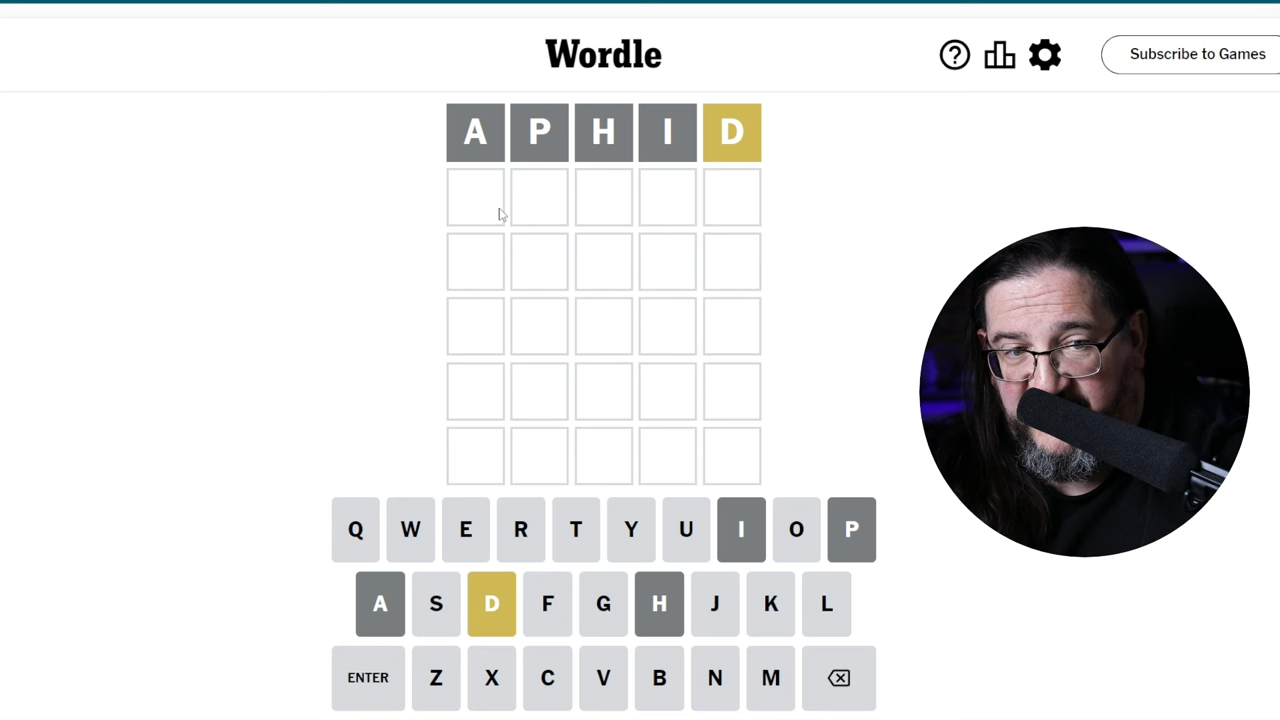 Wordle
Subscribe to Games
A P H I D
Q W E R T Y U I O P
A S D F G H J K L
ENTER Z X C V B N M